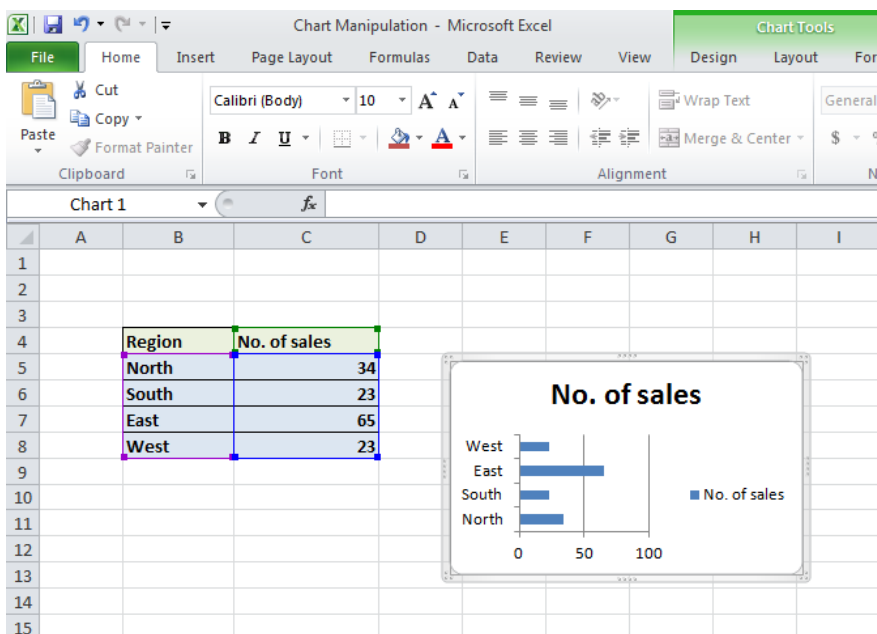 Chart Manipulation - Microsoft Excel Chart Tools
File Home Insert Page Layout Formulas Data Review View Design Layout For
Cut
Calibri (Body) 10 A A Wrap Text General
Copy
Paste
Format Painter B I U A Merge & Center $ %
Clipboard Font Alignment N
Chart 1 fx
A B C D E F G H I
1
2
3
4 Region No. of sales
5 North 34
6 South 23
7 East 65
8 West 23
9
10
11
12
13
14
15
No. of sales
West
East
South No. of sales
North
0 50 100